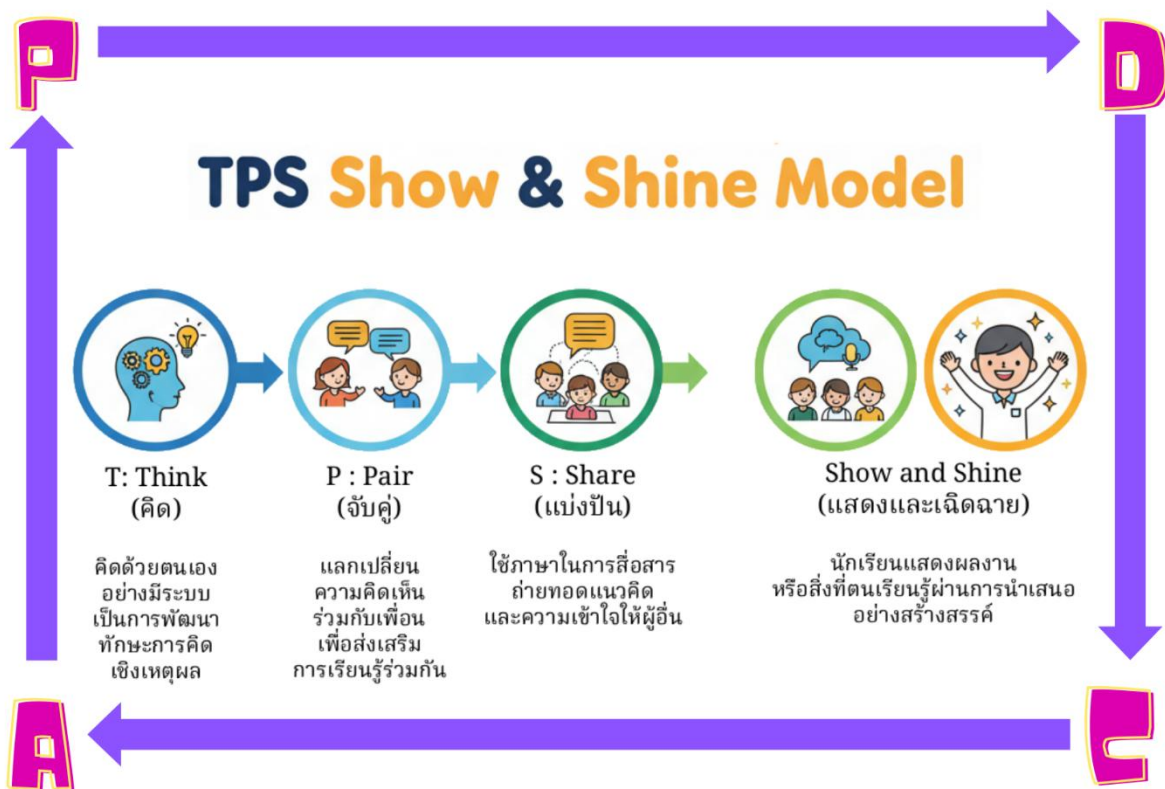 P
D
TPS Show & Shine Model
T: Think
(คิด)
คิดด้วยตนเอง
อย่างมีระบบ
เป็นการพัฒนา
ทักษะการคิด
เชิงเหตุผล
P : Pair
(จับคู่)
แลกเปลี่ยน
ความคิดเห็น
ร่วมกับเพื่อน
เพื่อส่งเสริม
การเรียนรู้ร่วมกัน
S : Share
(แบ่งปัน)
ใช้ภาษาในการสื่อสาร
ถ่ายทอดแนวคิด
และความเข้าใจให้ผู้อื่น
Show and Shine
(แสดงและเฉิดฉาย)
นักเรียนแสดงผลงาน
หรือสิ่งที่ตนเรียนรู้ผ่านการนำเสนอ
อย่างสร้างสรรค์
A
C